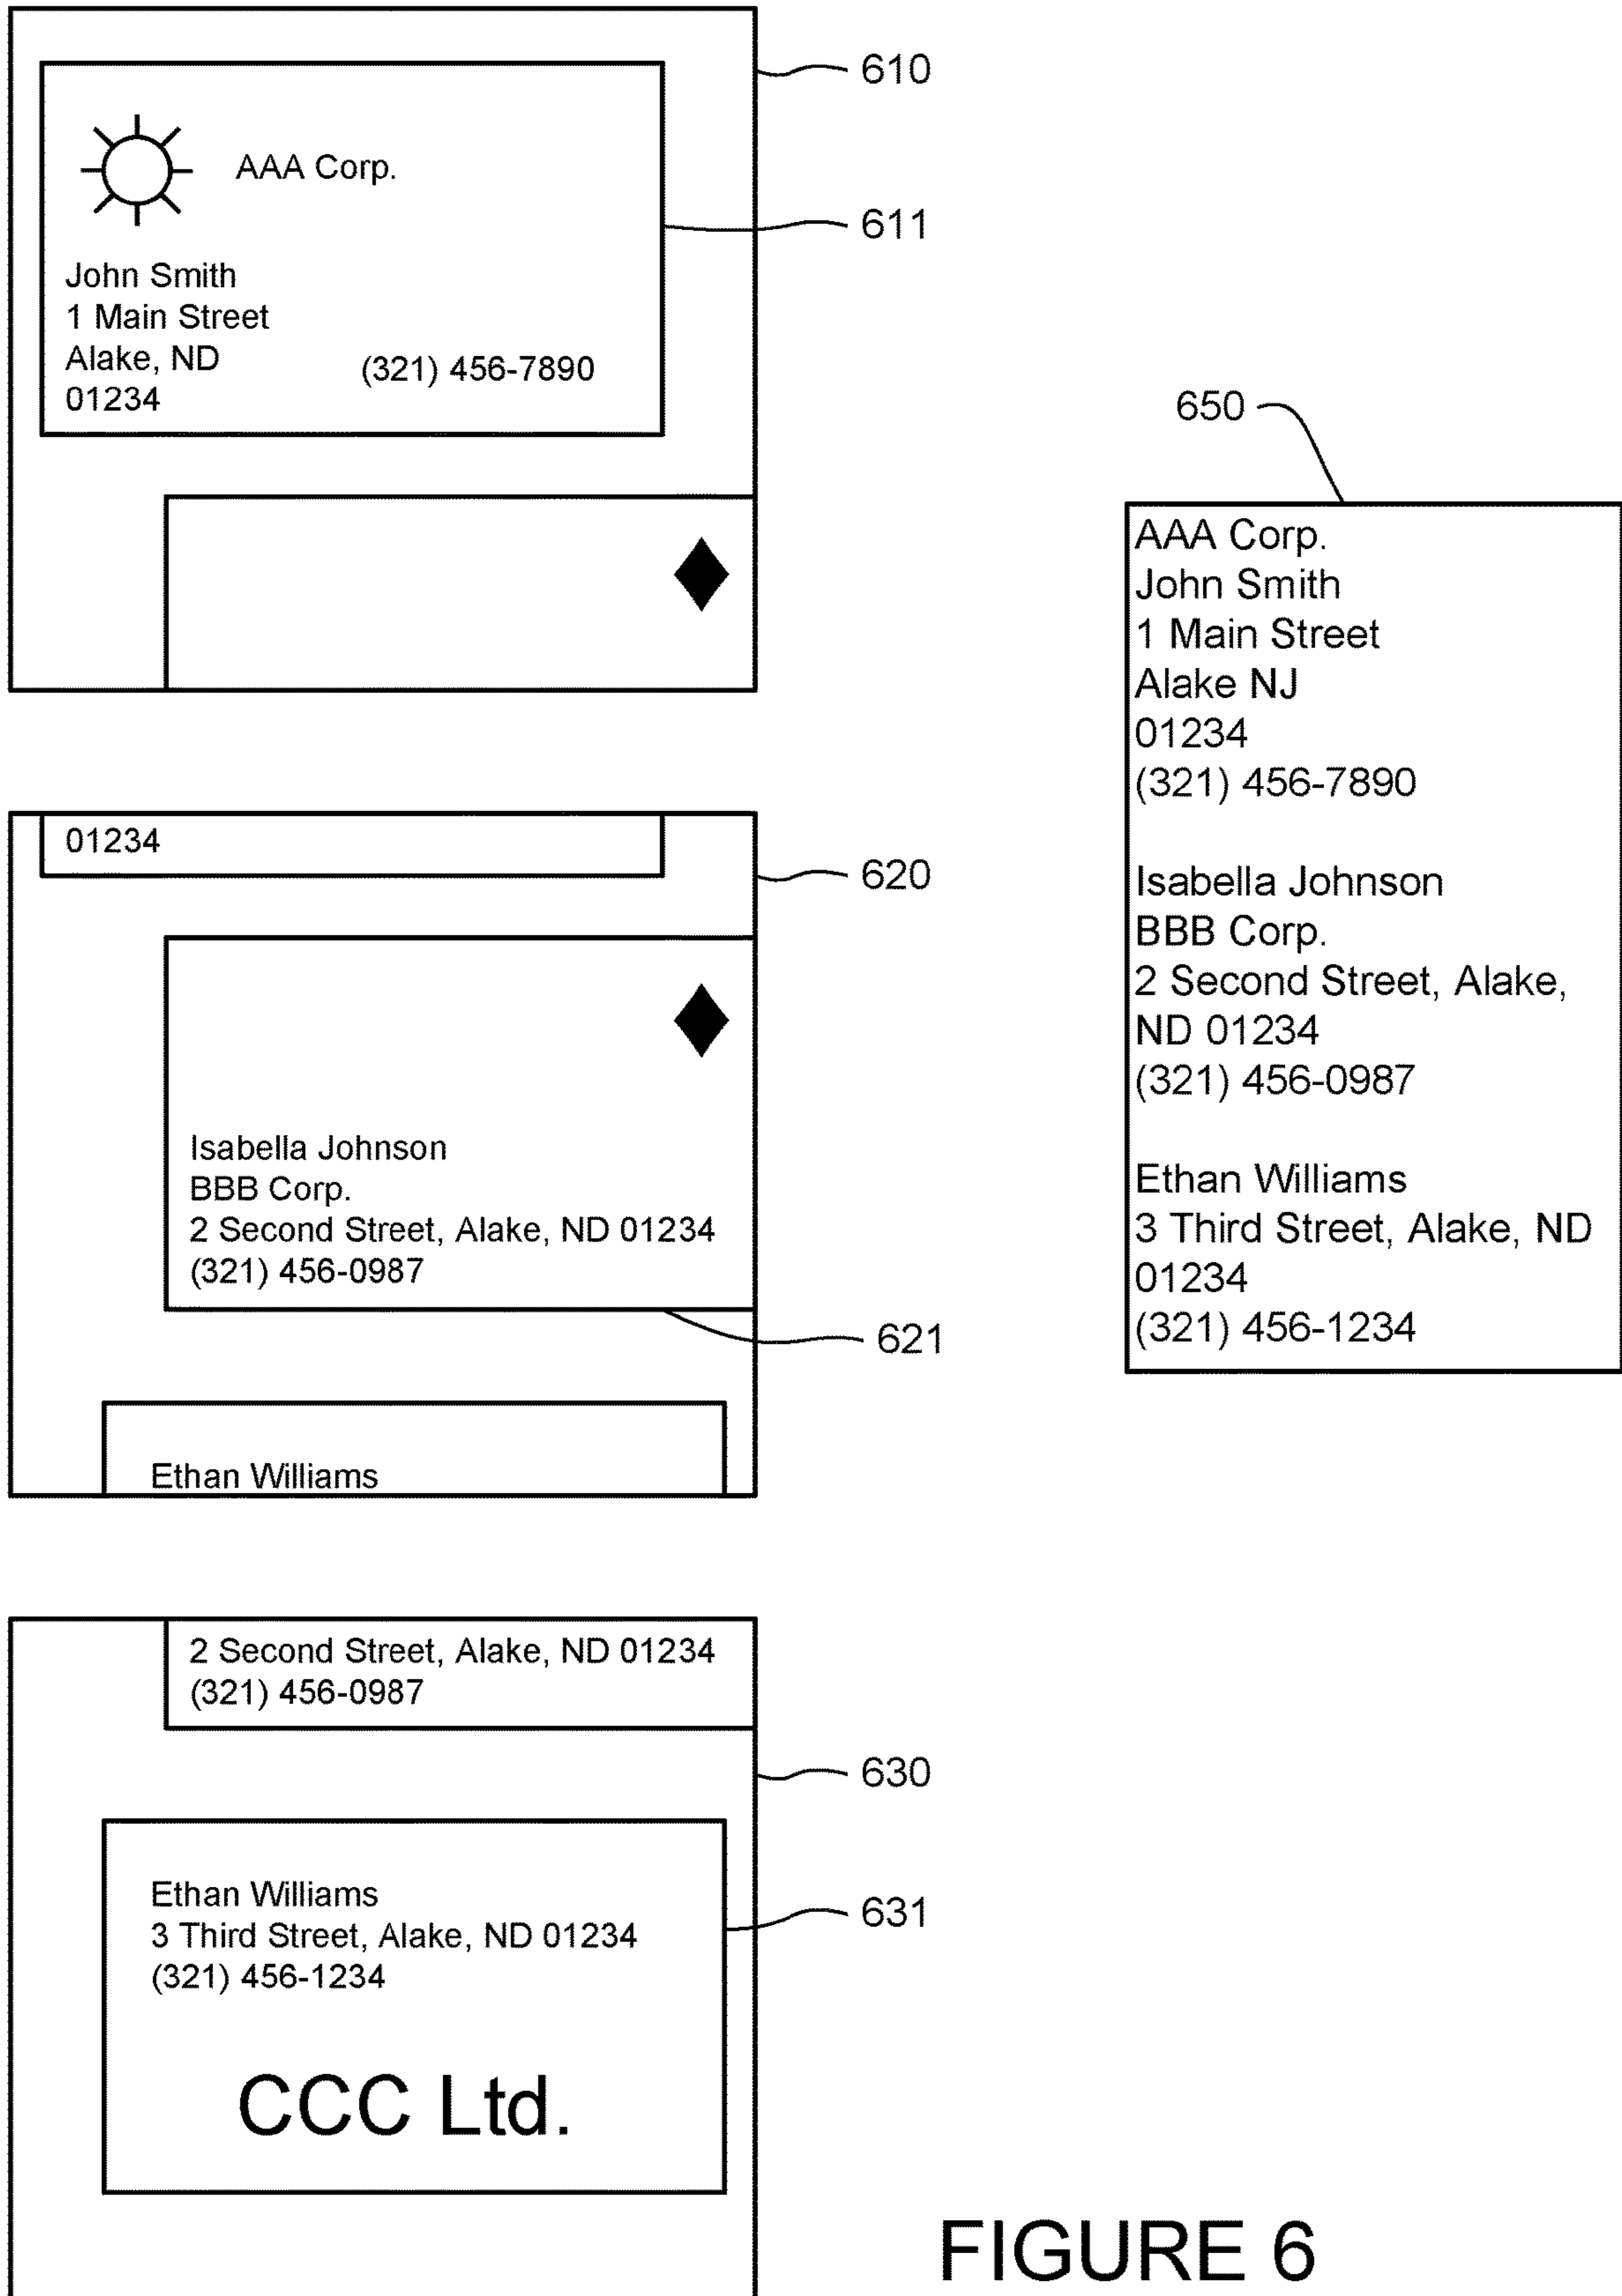 610
AAA Corp.
611
John Smith
1 Main Street
Alake, ND
(321) 456-7890
01234
650
AAA Corp.
John Smith
1 Main Street
Alake NJ
01234
(321) 456-7890
Isabella Johnson
BBB Corp.
2 Second Street, Alake,
ND 01234
(321) 456-0987
Ethan Williams
3 Third Street, Alake, ND
01234
(321) 456-1234
01234
620
Isabella Johnson
BBB Corp.
2 Second Street, Alake, ND 01234
(321) 456-0987
621
Ethan Williams
2 Second Street, Alake, ND 01234
(321) 456-0987
630
Ethan Williams
631
3 Third Street, Alake, ND 01234
(321) 456-1234
CCC Ltd.
FIGURE 6